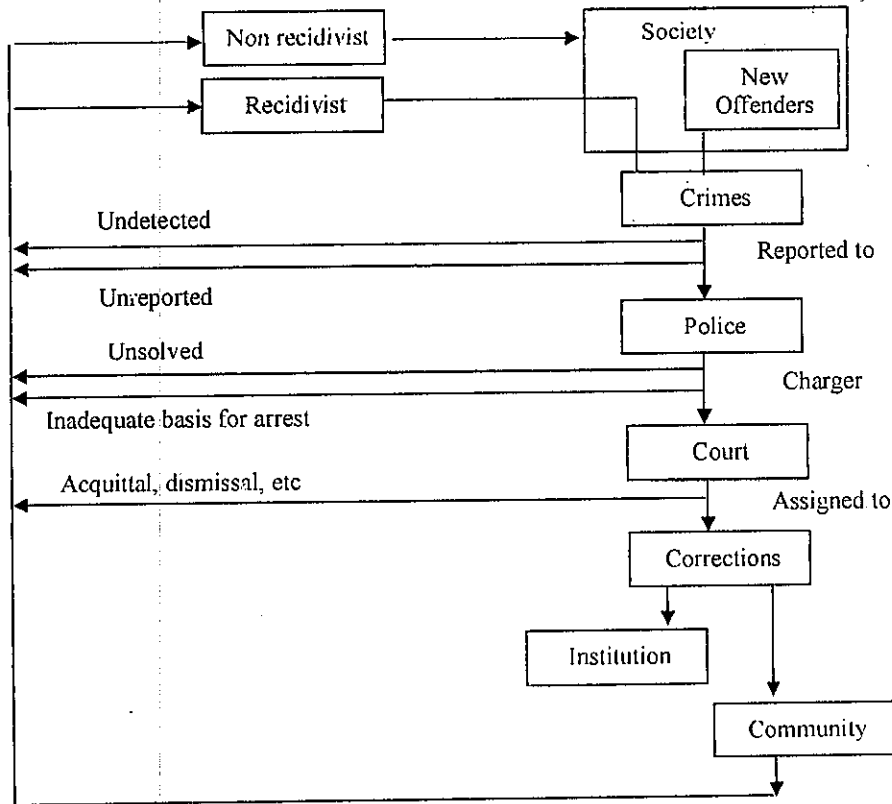 Non recidivist
Society
New
Offenders
Recidivist
Crimes
Undetected
Reported to
Unreported
Police
Unsolved
Charger
Inadequate basis for arrest
Court
Acquittal, dismissal, etc
Assigned to
Corrections
Institution
Community